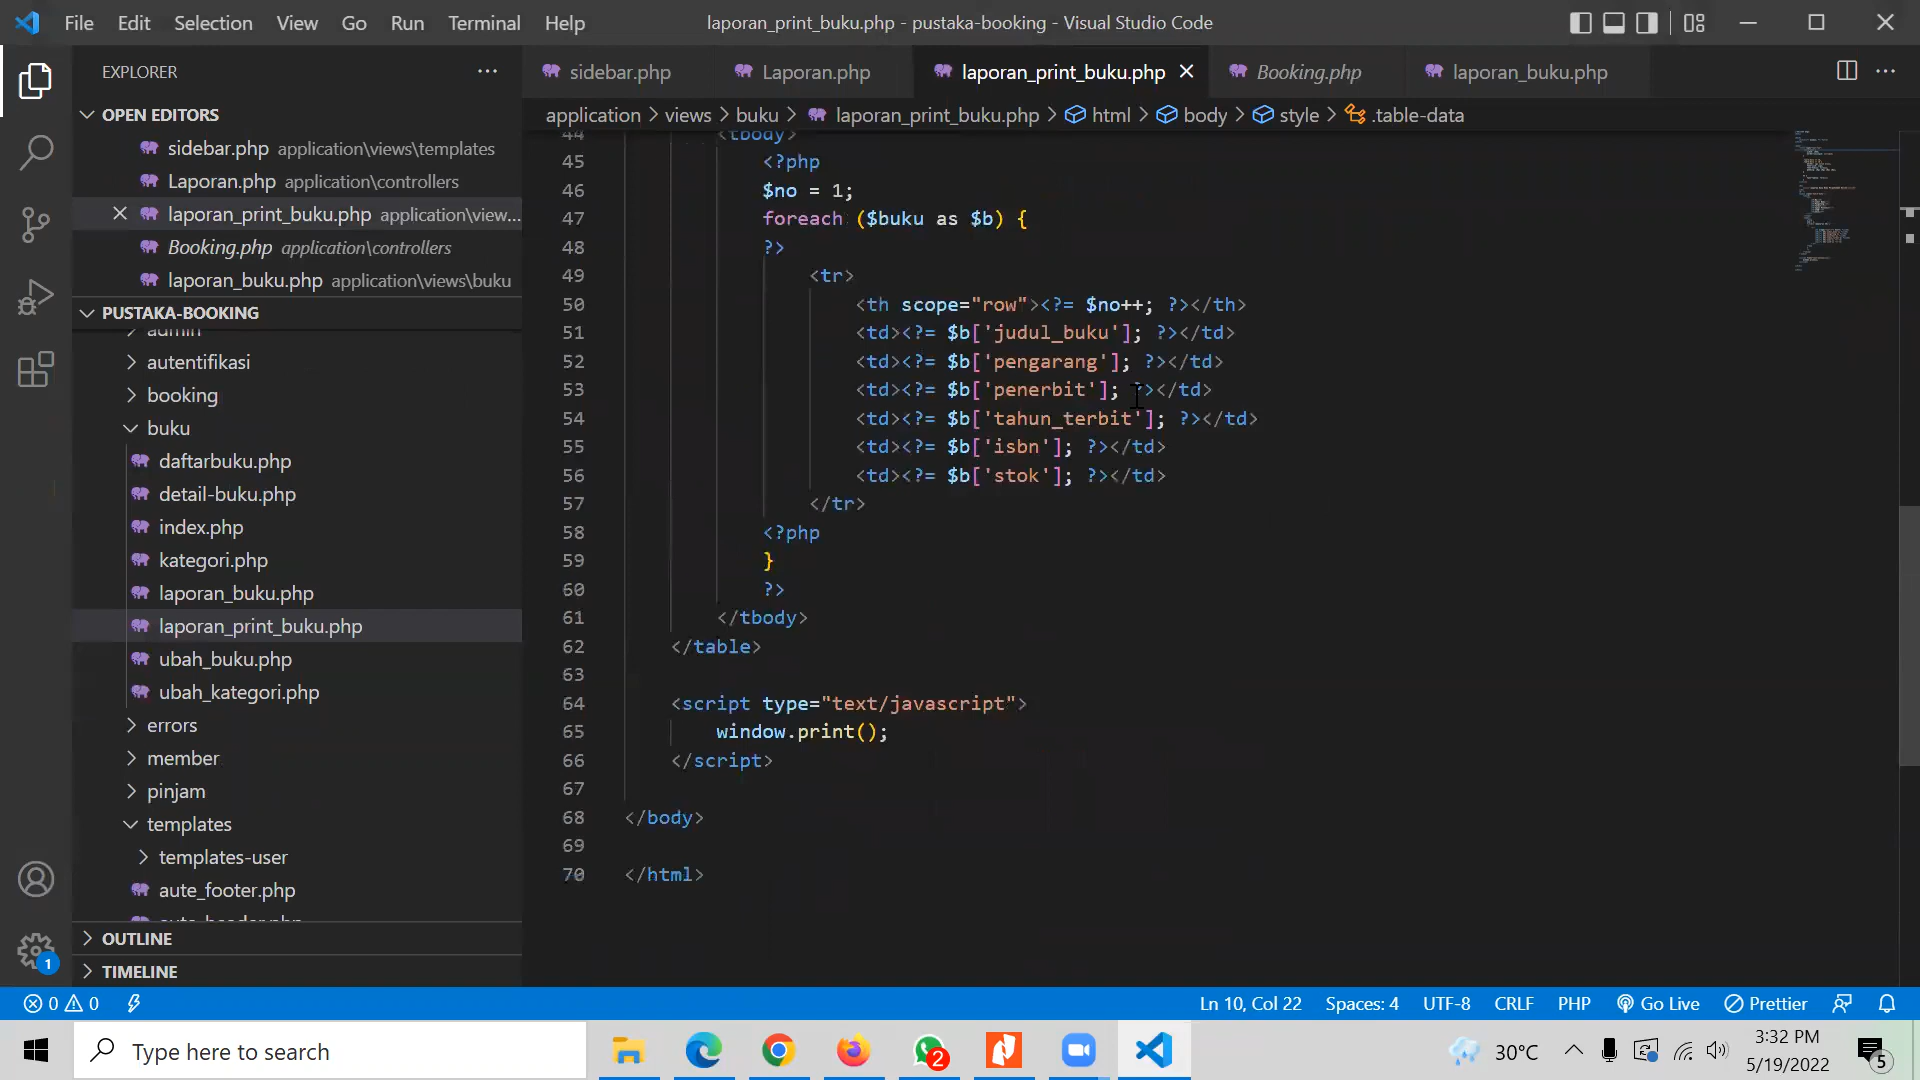 File Edit Selection View Go Run Terminal Help
laporan_print_buku.php - pustaka-booking - Visual Studio Code
EXPLORER
sidebar.php
Laporan.php
laporan_print_buku.php
Booking.php
laporan_buku.php
application > views > buku > laporan_print_buku.php > html > body > style > .table-data
OPEN EDITORS
sidebar.php application\views\templates
Laporan.php application\controllers
laporan_print_buku.php application\view...
Booking.php application\controllers
laporan_buku.php application\views\buku
PUSTAKA-BOOKING
admin
autentifikasi
booking
buku
daftarbuku.php
detail-buku.php
index.php
kategori.php
laporan_buku.php
laporan_print_buku.php
ubah_buku.php
ubah_kategori.php
errors
member
pinjam
templates
templates-user
aute_footer.php
aute_header.php
OUTLINE
TIMELINE
44 <tbody>
45 <?php
46 $no = 1;
47 foreach ($buku as $b) {
48 ?>
49 <tr>
50 <th scope="row"><?= $no++; ?></th>
51 <td><?= $b['judul_buku']; ?></td>
52 <td><?= $b['pengarang']; ?></td>
53 <td><?= $b['penerbit']; ?></td>
54 <td><?= $b['tahun_terbit']; ?></td>
55 <td><?= $b['isbn']; ?></td>
56 <td><?= $b['stok']; ?></td>
57 </tr>
58 <?php
59 }
60 ?>
61 </tbody>
62 </table>
63
64 <script type="text/javascript">
65 window.print();
66 </script>
67
68 </body>
69
70 </html>
1
0 0
Ln 10, Col 22 Spaces: 4 UTF-8 CRLF PHP Go Live Prettier
Type here to search
2
30°C
3:32 PM
5/19/2022
5